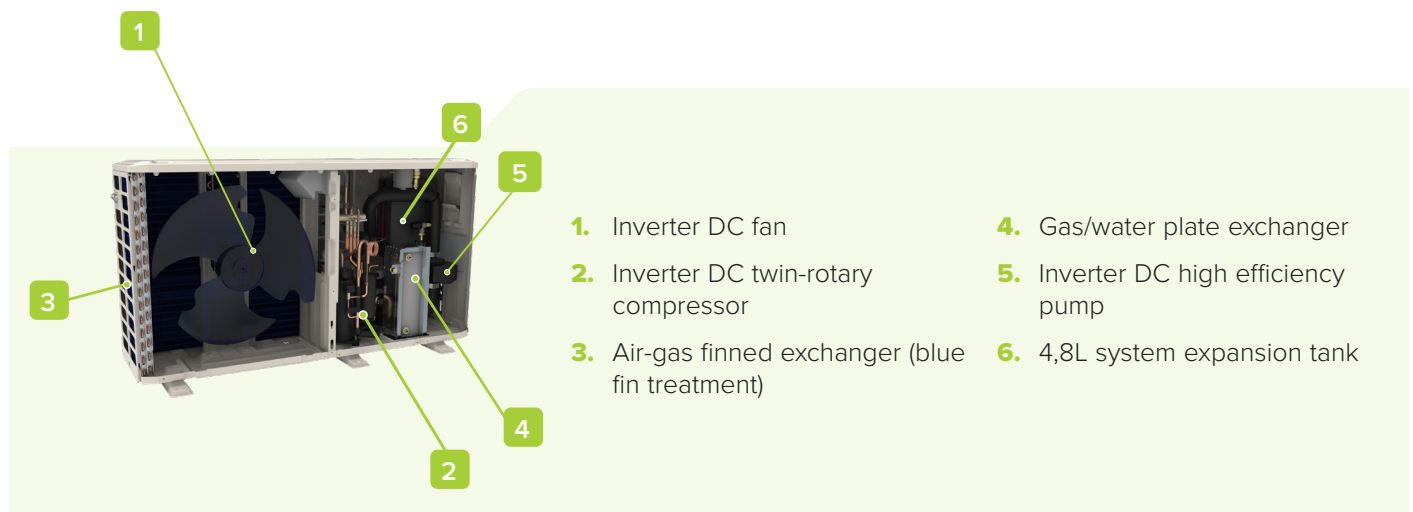 1
6
5
3
4
2
1. Inverter DC fan
2. Inverter DC twin-rotary
compressor
3. Air-gas finned exchanger (blue
fin treatment)
4. Gas/water plate exchanger
5. Inverter DC high efficiency
pump
6. 4,8L system expansion tank